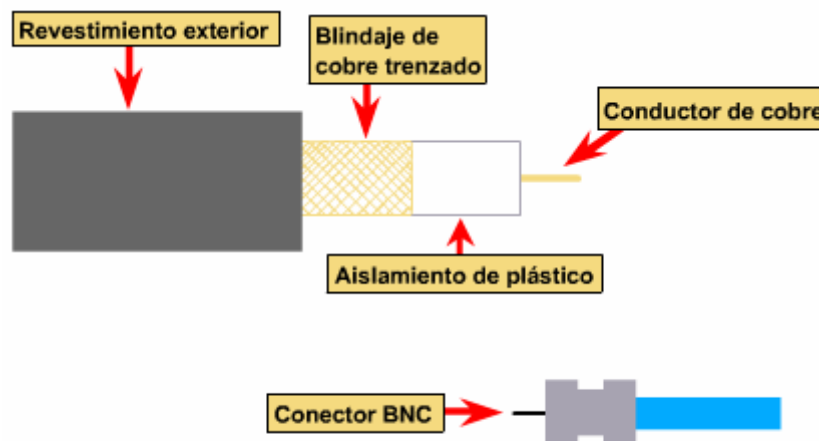 Revestimiento exterior
Blindaje de
cobre trenzado
Conductor de cobre
Aislamiento de plástico
Conector BNC